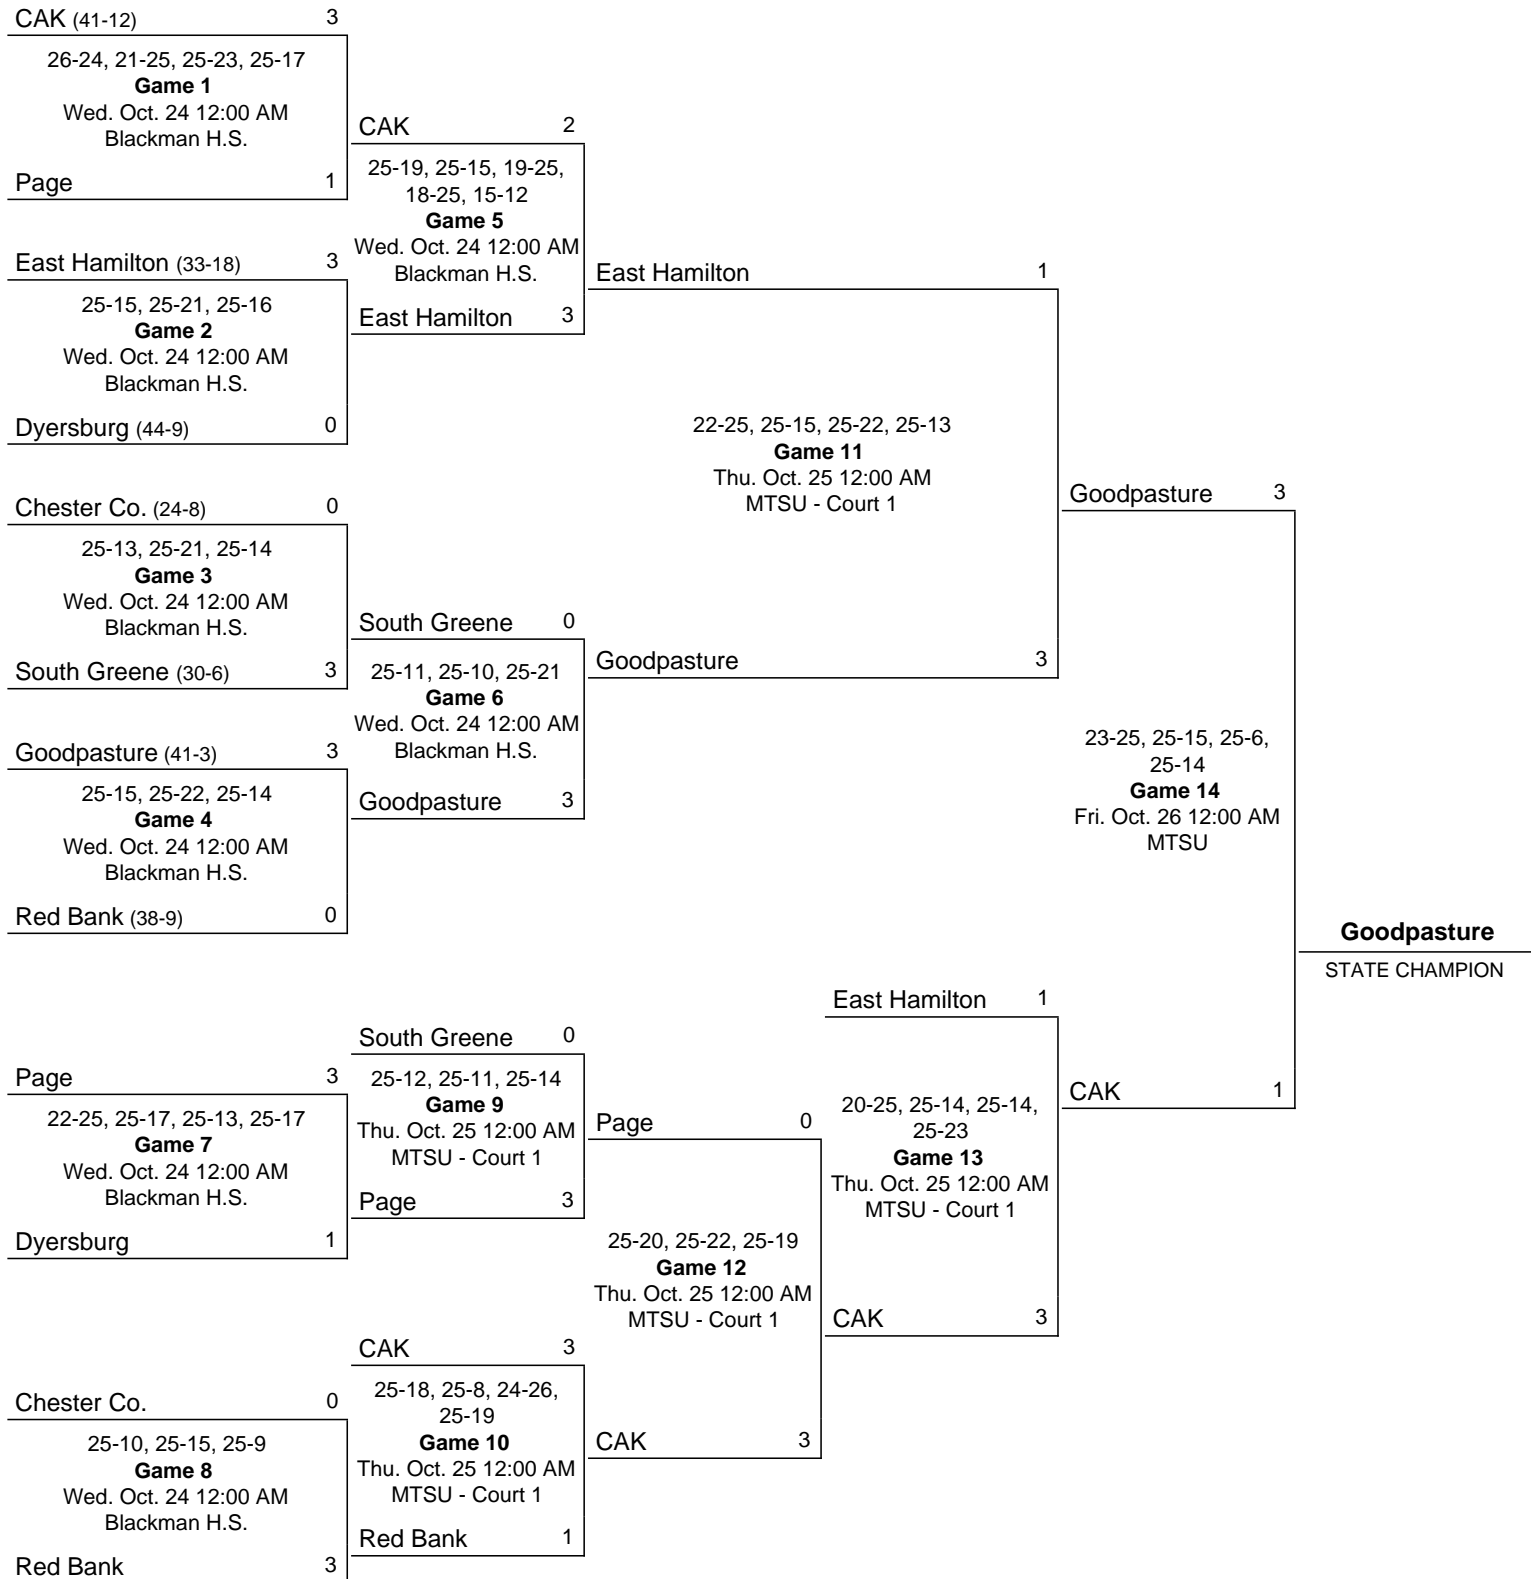 CAK (41-12) 3
26-24, 21-25, 25-23, 25-17
Game 1
Wed. Oct. 24 12:00 AM
Blackman H.S.
Page 1
East Hamilton (33-18) 3
25-15, 25-21, 25-16
Game 2
Wed. Oct. 24 12:00 AM
Blackman H.S.
Dyersburg (44-9) 0
Chester Co. (24-8) 0
25-13, 25-21, 25-14
Game 3
Wed. Oct. 24 12:00 AM
Blackman H.S.
South Greene (30-6) 3
Goodpasture (41-3) 3
25-15, 25-22, 25-14
Game 4
Wed. Oct. 24 12:00 AM
Blackman H.S.
Red Bank (38-9) 0
CAK 2
25-19, 25-15, 19-25,
18-25, 15-12
Game 5
Wed. Oct. 24 12:00 AM
Blackman H.S.
East Hamilton 3
South Greene 0
25-11, 25-10, 25-21
Game 6
Wed. Oct. 24 12:00 AM
Blackman H.S.
Goodpasture 3
East Hamilton 1
22-25, 25-15, 25-22, 25-13
Game 11
Thu. Oct. 25 12:00 AM
MTSU - Court 1
Goodpasture 3
Goodpasture 3
23-25, 25-15, 25-6,
25-14
Game 14
Fri. Oct. 26 12:00 AM
MTSU
CAK 1
Goodpasture
STATE CHAMPION
Page 3
22-25, 25-17, 25-13, 25-17
Game 7
Wed. Oct. 24 12:00 AM
Blackman H.S.
Dyersburg 1
Chester Co. 0
25-10, 25-15, 25-9
Game 8
Wed. Oct. 24 12:00 AM
Blackman H.S.
Red Bank 3
South Greene 0
25-12, 25-11, 25-14
Game 9
Thu. Oct. 25 12:00 AM
MTSU - Court 1
Page 3
CAK 3
25-18, 25-8, 24-26,
25-19
Game 10
Thu. Oct. 25 12:00 AM
MTSU - Court 1
Red Bank 1
Page 0
25-20, 25-22, 25-19
Game 12
Thu. Oct. 25 12:00 AM
MTSU - Court 1
CAK 3
East Hamilton 1
20-25, 25-14, 25-14,
25-23
Game 13
Thu. Oct. 25 12:00 AM
MTSU - Court 1
CAK 3